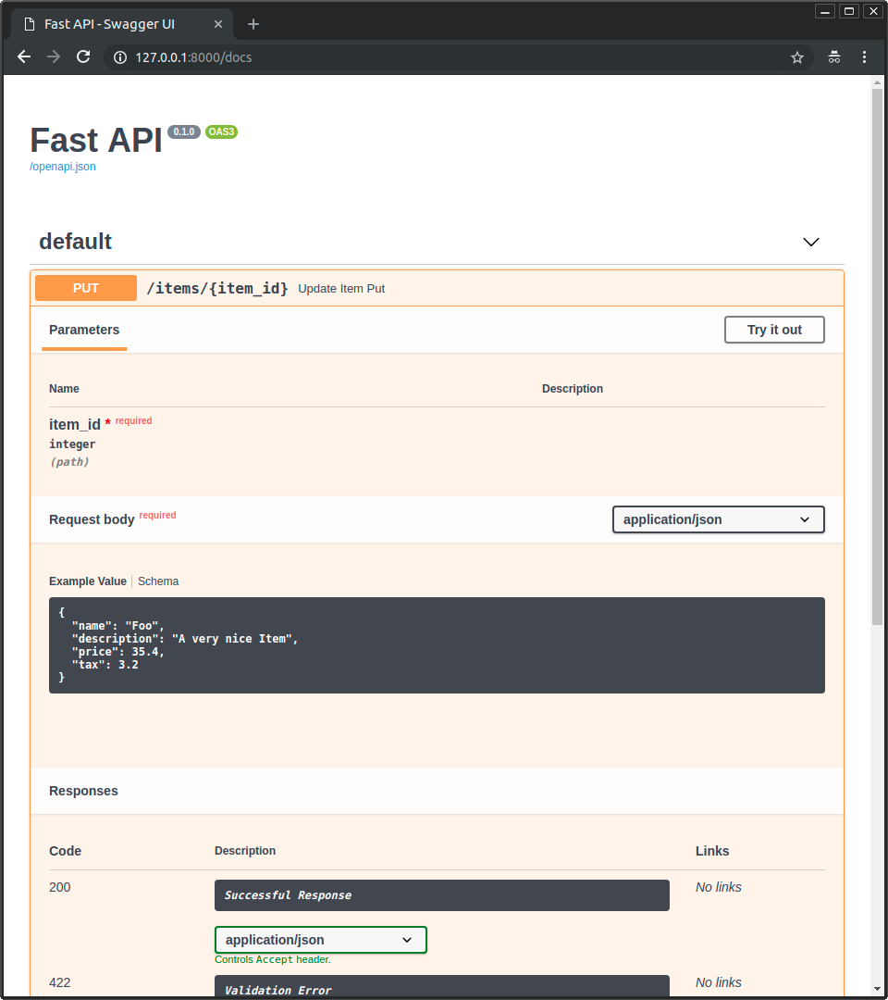 Fast API - Swagger UI
127.0.0.1:8000/docs
Fast API 0.1.0 OAS3
/openapi.json
default
PUT /items/{item_id} Update Item Put
Parameters Try it out
Name Description
item_id * required
integer
(path)
Request body required application/json
Example Value Schema
{
"name": "Foo",
"description": "A very nice Item",
"price": 35.4,
"tax": 3.2
}
Responses
Code Description Links
200 Successful Response No links
application/json
Controls Accept header.
422 Validation Error No links